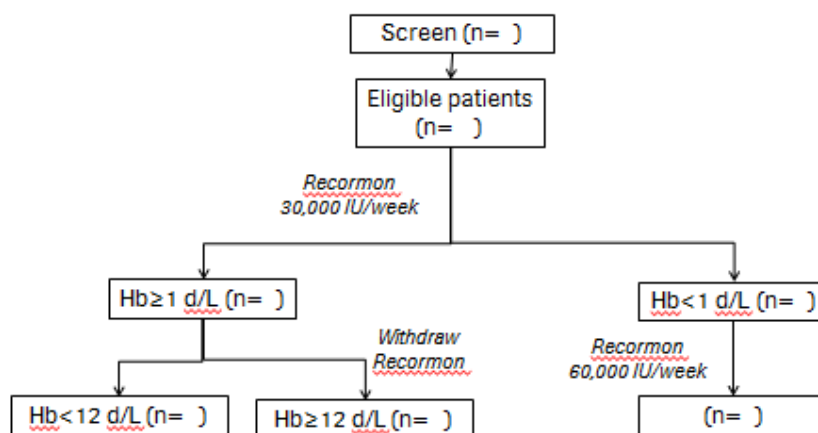 Screen (n=  )
Eligible patients
(n=  )
Recormon
30,000 IU/week
Hb≥1 d/L (n=  )
Hb<1 d/L (n=  )
Withdraw
Recormon
Recormon
60,000 IU/week
Hb<12 d/L (n=  )
Hb≥12 d/L (n=  )
(n=  )